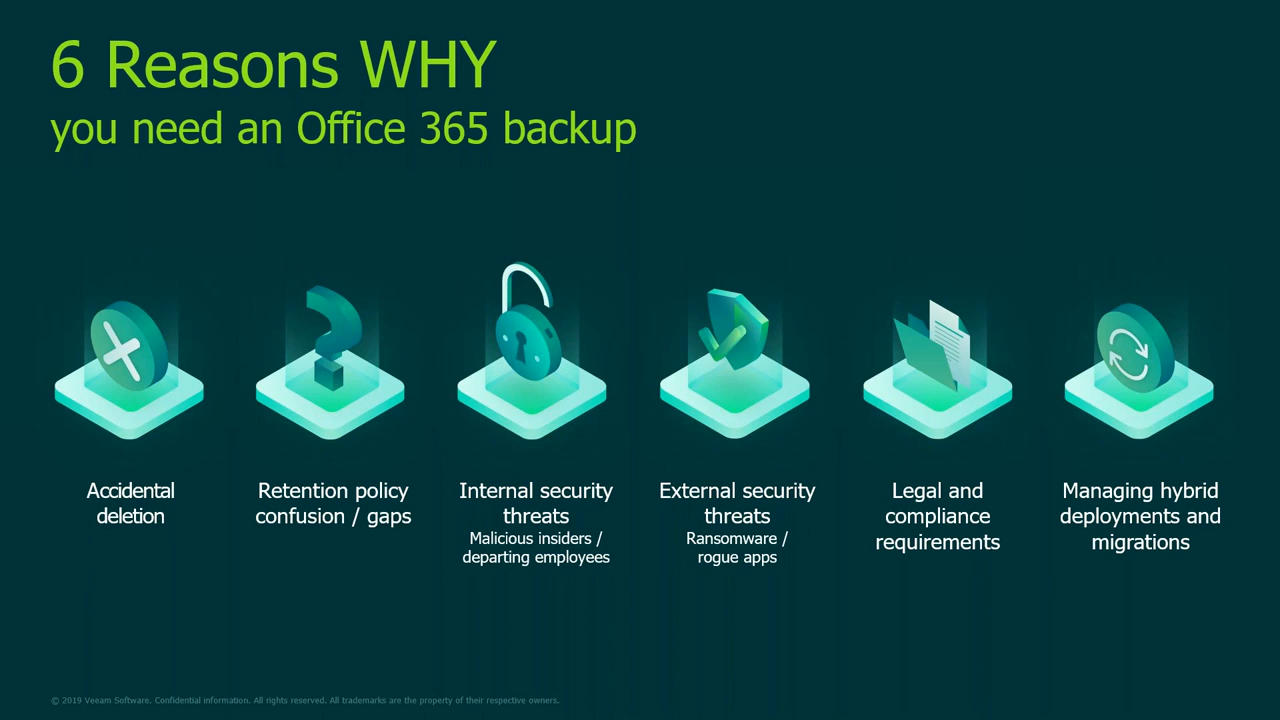 6 Reasons WHY
you need an Office 365 backup
Accidental
deletion
Retention policy
confusion / gaps
Internal security
threats
Malicious insiders /
departing employees
External security
threats
Ransomware /
rogue apps
Legal and
compliance
requirements
Managing hybrid
deployments and
migrations
© 2019 Veeam Software. Confidential information. All rights reserved. All trademarks are the property of their respective owners.